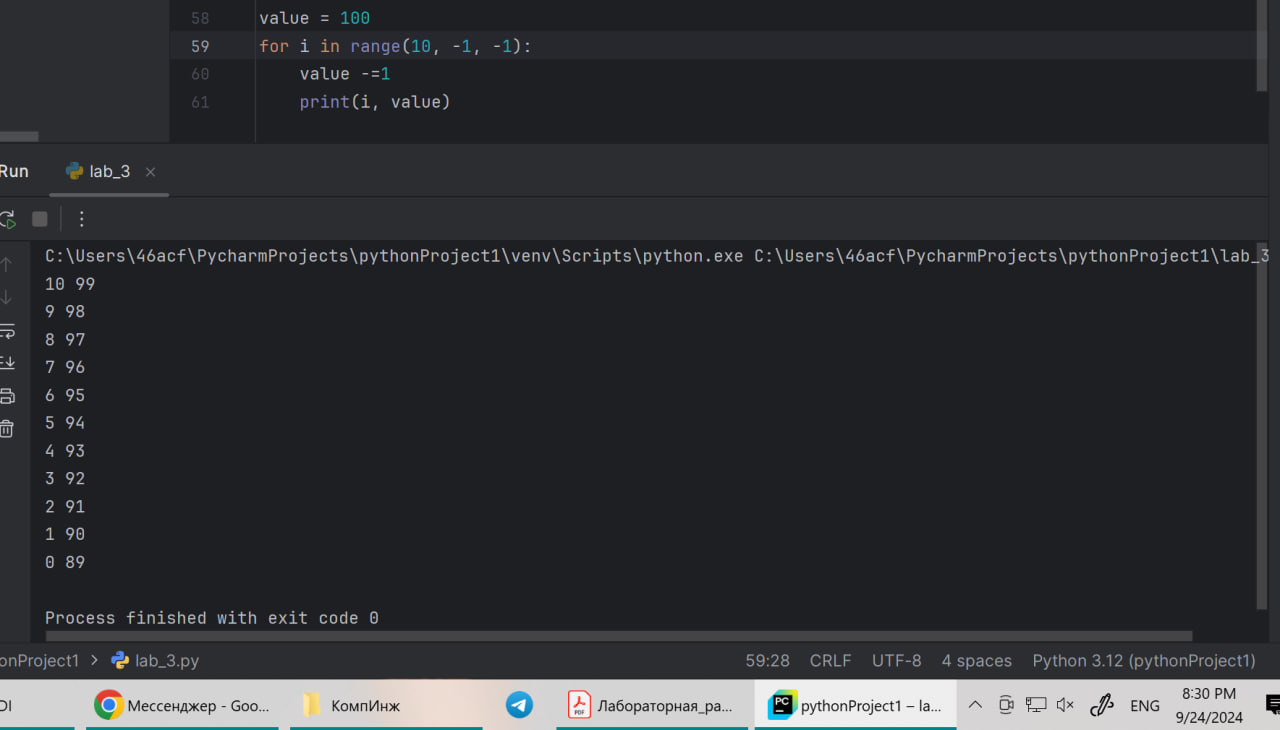 58 value = 100
59 for i in range(10, -1, -1):
60 value -=1
61 print(i, value)
Run lab_3
C:\Users\46acf\PycharmProjects\pythonProject1\venv\Scripts\python.exe C:\Users\46acf\PycharmProjects\pythonProject1\lab_3
10 99
9 98
8 97
7 96
6 95
5 94
4 93
3 92
2 91
1 90
0 89
Process finished with exit code 0
onProject1 > lab_3.py 59:28 CRLF UTF-8 4 spaces Python 3.12 (pythonProject1)
Мессенджер - Goo... КомпИнж PDF Лабораторная_ра... PC pythonProject1 – la... ENG 8:30 PM
9/24/2024